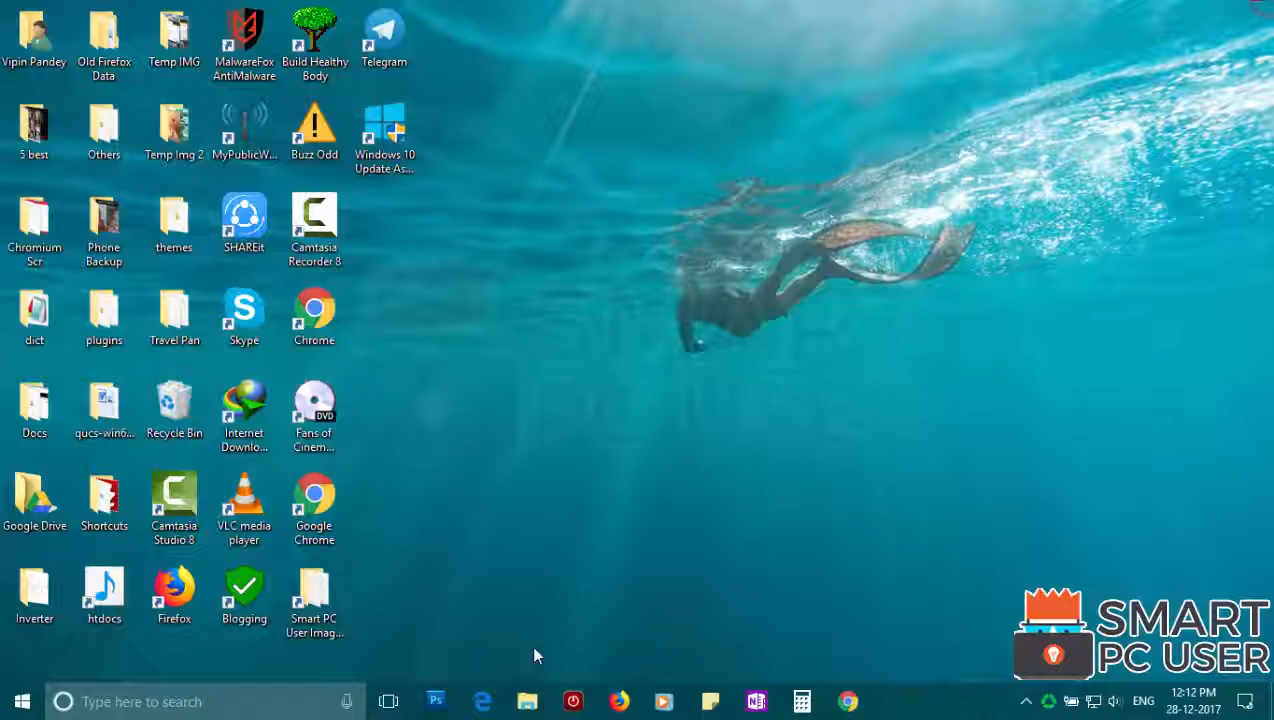 Vipin Pandey
Old Firefox
Data
Temp IMG
MalwareFox
AntiMalware
Build Healthy
Body
Telegram
5 best
Others
Temp Img 2
MyPublicW...
Buzz Odd
Windows 10
Update As...
Chromium
Scr
Phone
Backup
themes
SHAREit
Camtasia
Recorder 8
dict
plugins
Travel Pan
Skype
Chrome
Docs
qucs-win6...
Recycle Bin
Internet
Downlo...
DVD
Fans of
Cinem...
Google Drive
Shortcuts
Camtasia
Studio 8
VLC media
player
Google
Chrome
Inverter
htdocs
Firefox
Blogging
Smart PC
User Imag...
SMART
PC USER
Type here to search
Ps
ENG
12:12 PM
28-12-2017